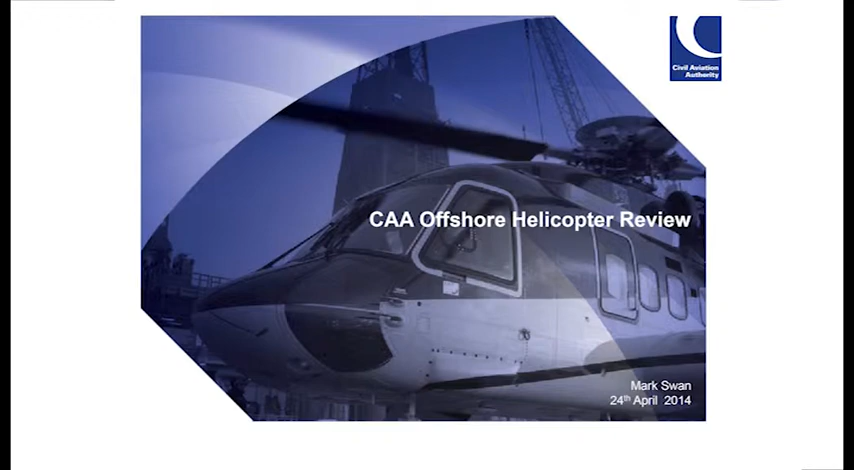 Civil Aviation
Authority
CAA Offshore Helicopter Review
Mark Swan
24th April 2014